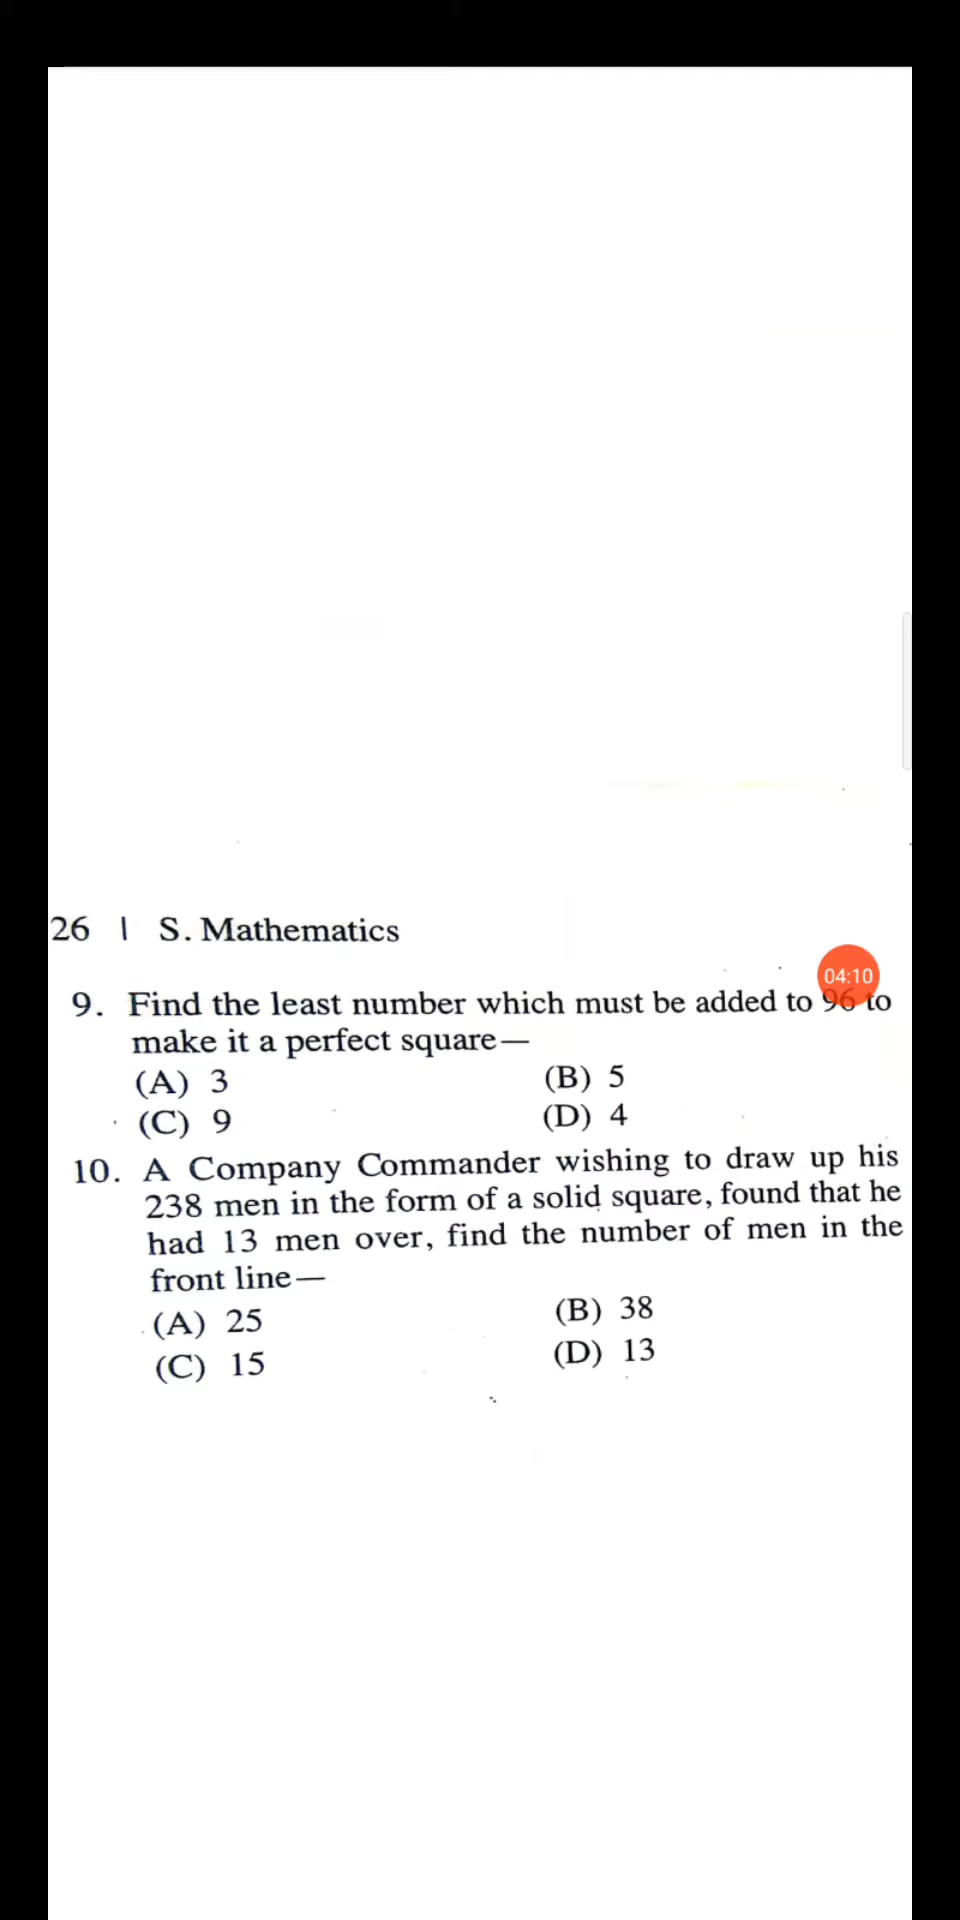 26 | S. Mathematics
04:10
9. Find the least number which must be added to 96 to
make it a perfect square—
(A) 3 (B) 5
(C) 9 (D) 4
10. A Company Commander wishing to draw up his
238 men in the form of a solid square, found that he
had 13 men over, find the number of men in the
front line—
(A) 25 (B) 38
(C) 15 (D) 13